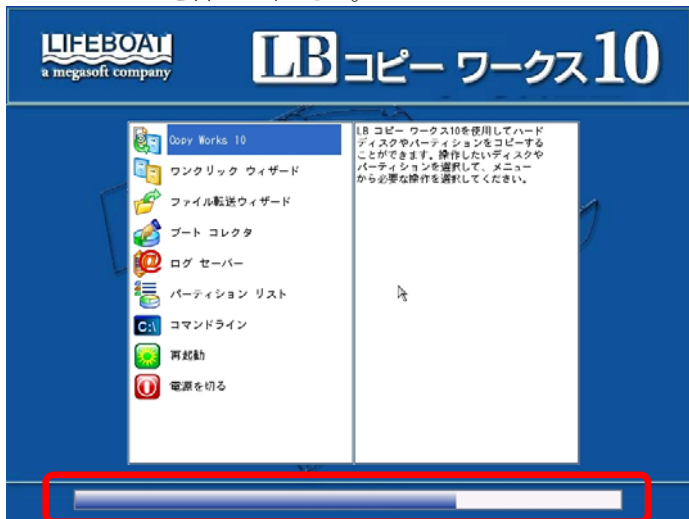 LIFEBOAT
a megasoft company
LB コピー ワークス 10
Copy Works 10
ワンクリック ウィザード
ファイル転送ウィザード
ブート コレクタ
ログ セーバー
パーティション リスト
C:\ コマンドライン
再起動
電源を切る
LB コピー ワークス10を使用してハード
ディスクやパーティションをコピーする
ことができます。操作したいディスクや
パーティションを選択して、メニュー
から必要な操作を選択してください。